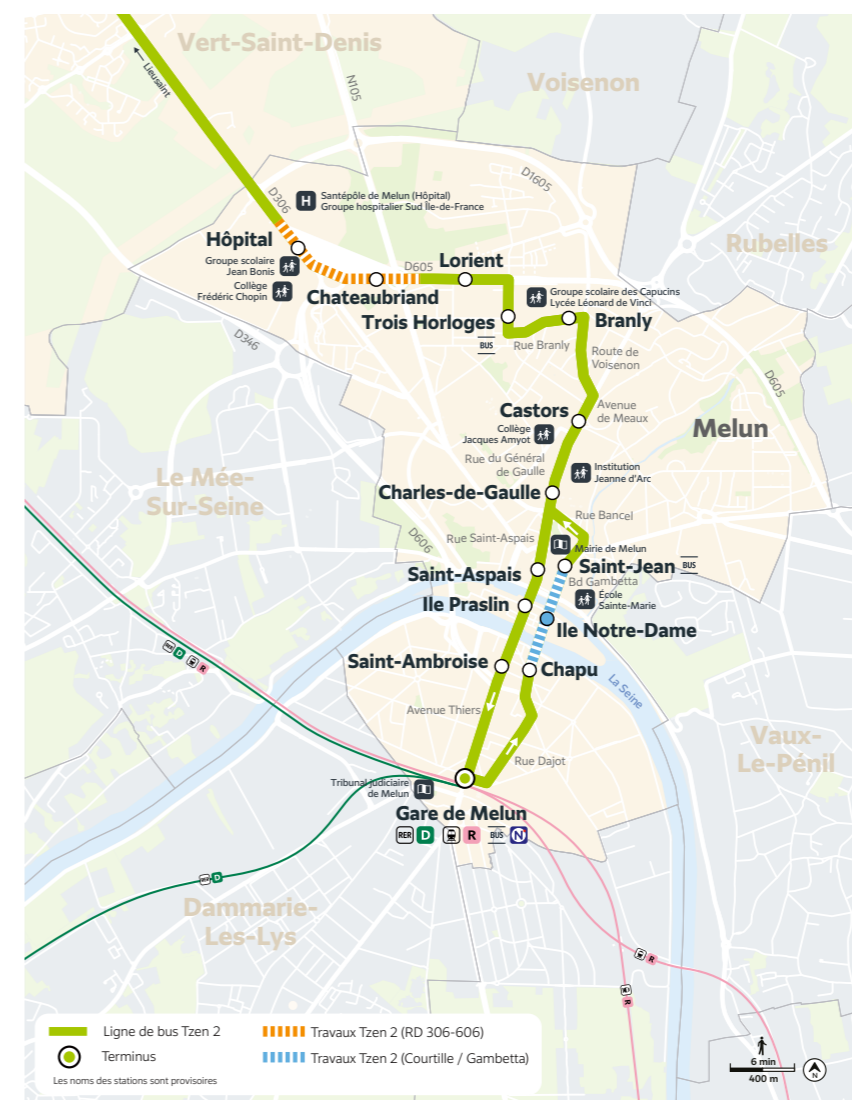 Vert-Saint-Denis
Voisenon
Lieusaint
N105
D1605
D306
H
Santépôle de Melun (Hôpital)
Groupe hospitalier Sud Île-de-France
Rubelles
Hôpital
Groupe scolaire
Jean Bonis
Collège
Frédéric Chopin
D605
Lorient
Chateaubriand
Groupe scolaire des Capucins
Lycée Léonard de Vinci
Trois Horloges
BUS
Branly
Rue Branly
Route de
Voisenon
D346
D605
Castors
Avenue
de Meaux
Collège
Jacques Amyot
Melun
Rue du Général
de Gaulle
Institution
Jeanne d'Arc
Le Mée-
Sur-Seine
Charles-de-Gaulle
Rue Bancel
Rue Saint-Aspais
D606
Mairie de Melun
Saint-Aspais
Saint-Jean
BUS
Bd Gambetta
École
Sainte-Marie
Ile Praslin
Ile Notre-Dame
RER D R
Saint-Ambroise
Chapu
La Seine
Avenue Thiers
Vaux-
Le-Pénil
Rue Dajot
Tribunal judiciaire
de Melun
Gare de Melun
RER D R BUS N
RER D
Dammarie-
Les-Lys
R
R
Ligne de bus Tzen 2
Travaux Tzen 2 (RD 306-606)
Terminus
Travaux Tzen 2 (Courtille / Gambetta)
Les noms des stations sont provisoires
6 min
400 m
N